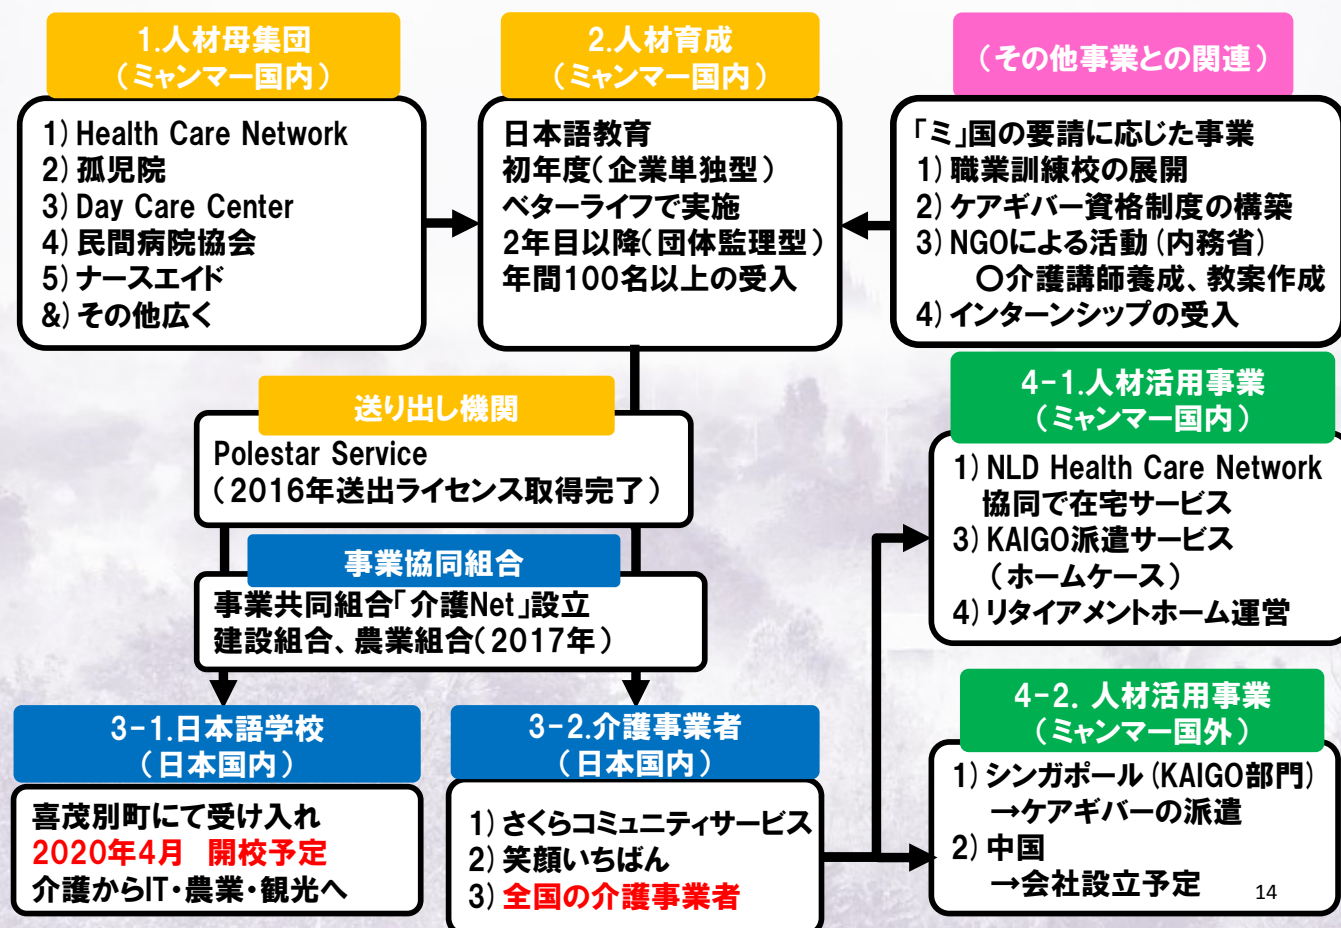 1.人材母集団
（ミャンマー国内）
1) Health Care Network
2) 孤児院
3) Day Care Center
4) 民間病院協会
5) ナースエイド
&) その他広く
2.人材育成
（ミャンマー国内）
日本語教育
初年度（企業単独型）
ベターライフで実施
2年目以降（団体監理型）
年間100名以上の受入
（その他事業との関連）
「ミ」国の要請に応じた事業
1) 職業訓練校の展開
2) ケアギバー資格制度の構築
3) NGOによる活動（内務省）
〇介護講師養成、教案作成
4) インターンシップの受入
送り出し機関
Polestar Service
（2016年送出ライセンス取得完了）
事業協同組合
事業共同組合「介護Net」設立
建設組合、農業組合（2017年）
3-1.日本語学校
（日本国内）
喜茂別町にて受け入れ
2020年4月　開校予定
介護からIT・農業・観光へ
3-2.介護事業者
（日本国内）
1) さくらコミュニティサービス
2) 笑顔いちばん
3) 全国の介護事業者
4-1.人材活用事業
（ミャンマー国内）
1) NLD Health Care Network
協同で在宅サービス
3) KAIGO派遣サービス
（ホームケース）
4) リタイアメントホーム運営
4-2. 人材活用事業
（ミャンマー国外）
1) シンガポール（KAIGO部門）
→ケアギバーの派遣
2) 中国
→会社設立予定
14